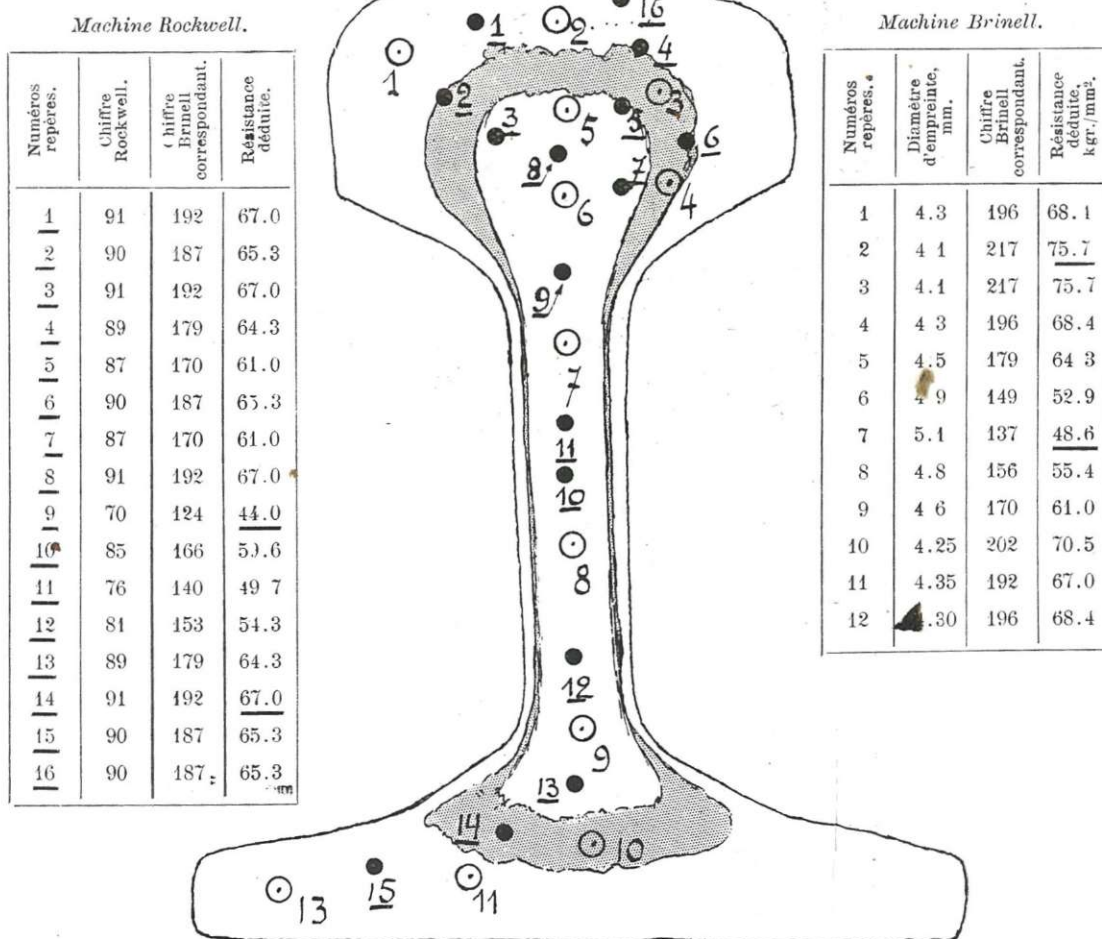 Machine Rockwell.
Numéros repères. Chiffre Rockwell. Chiffre Brinell correspondant. Résistance déduite.
1 91 192 67.0
2 90 187 65.3
3 91 192 67.0
4 89 179 64.3
5 87 170 61.0
6 90 187 65.3
7 87 170 61.0
8 91 192 67.0
9 70 124 44.0
10 85 166 59.6
11 76 140 49 7
12 81 153 54.3
13 89 179 64.3
14 91 192 67.0
15 90 187 65.3
16 90 187 65.3
1
1
2
16
4
2
3
3
5
5
6
8
7
4
6
9
7
11
10
8
12
9
13
14
10
13
15
11
Machine Brinell.
Numéros repères. Diamètre d'empreinte, mm. Chiffre Brinell correspondant. Résistance déduite, kgr./mm².
1 4.3 196 68.4
2 4 1 217 75.7
3 4.1 217 75.7
4 4 3 196 68.4
5 4.5 179 64 3
6 4 9 149 52.9
7 5.1 137 48.6
8 4.8 156 55.4
9 4 6 170 61.0
10 4.25 202 70.5
11 4.35 192 67.0
12 .30 196 68.4